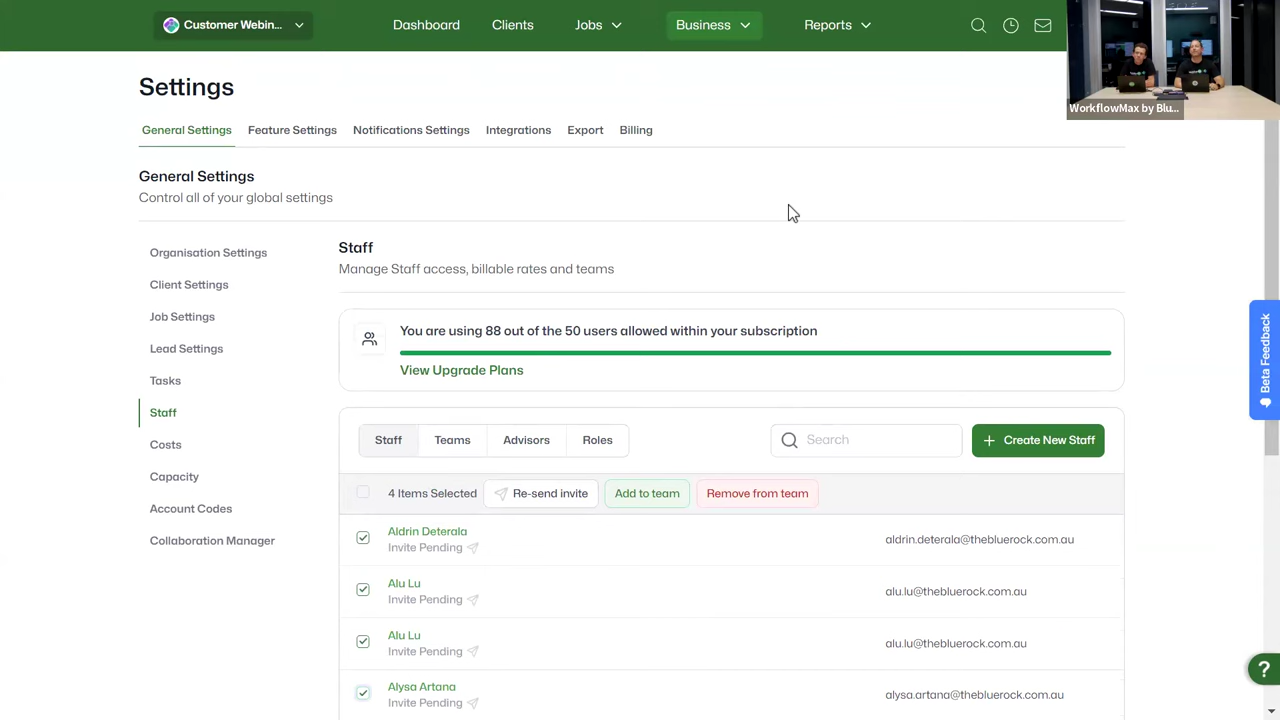 Customer Webin...
Dashboard
Clients
Jobs
Business
Reports
WorkflowMax by Blu...
Settings
General Settings
Feature Settings
Notifications Settings
Integrations
Export
Billing
General Settings
Control all of your global settings
Organisation Settings
Client Settings
Job Settings
Lead Settings
Tasks
Staff
Costs
Capacity
Account Codes
Collaboration Manager
Staff
Manage Staff access, billable rates and teams
You are using 88 out of the 50 users allowed within your subscription
View Upgrade Plans
Staff
Teams
Advisors
Roles
Search
+ Create New Staff
4 Items Selected
Re-send invite
Add to team
Remove from team
Aldrin Deterala
Invite Pending
aldrin.deterala@thebluerock.com.au
Alu Lu
Invite Pending
alu.lu@thebluerock.com.au
Alu Lu
Invite Pending
alu.lu@thebluerock.com.au
Alysa Artana
Invite Pending
alysa.artana@thebluerock.com.au
Beta Feedback
?